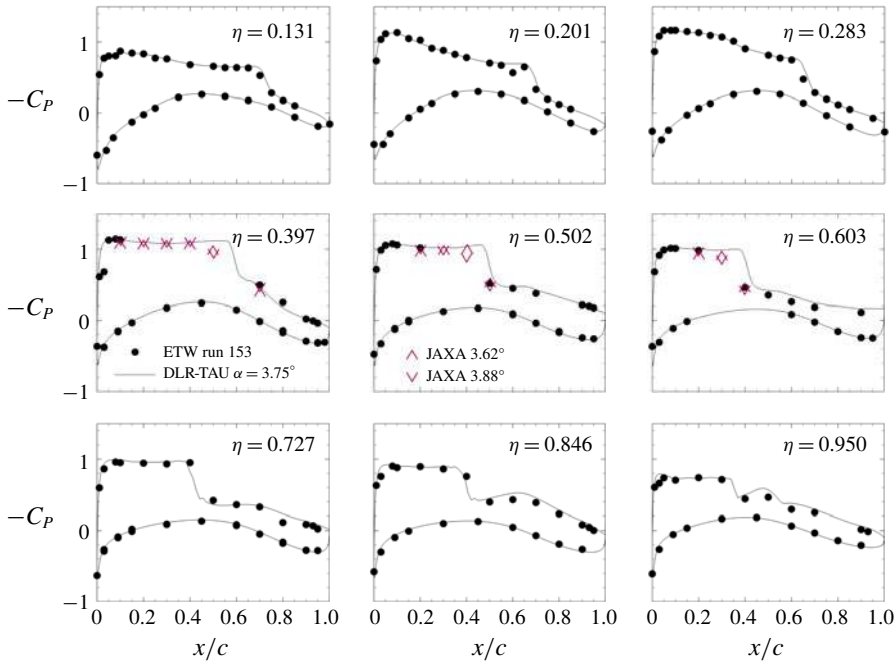 η = 0.131
η = 0.201
η = 0.283
1
0
−1
−C_P
η = 0.397
η = 0.502
η = 0.603
1
0
−1
−C_P
ETW run 153
DLR-TAU α = 3.75°
JAXA 3.62°
JAXA 3.88°
η = 0.727
η = 0.846
η = 0.950
1
0
−1
−C_P
0 0.2 0.4 0.6 0.8 1.0
0 0.2 0.4 0.6 0.8 1.0
0 0.2 0.4 0.6 0.8 1.0
x/c
x/c
x/c